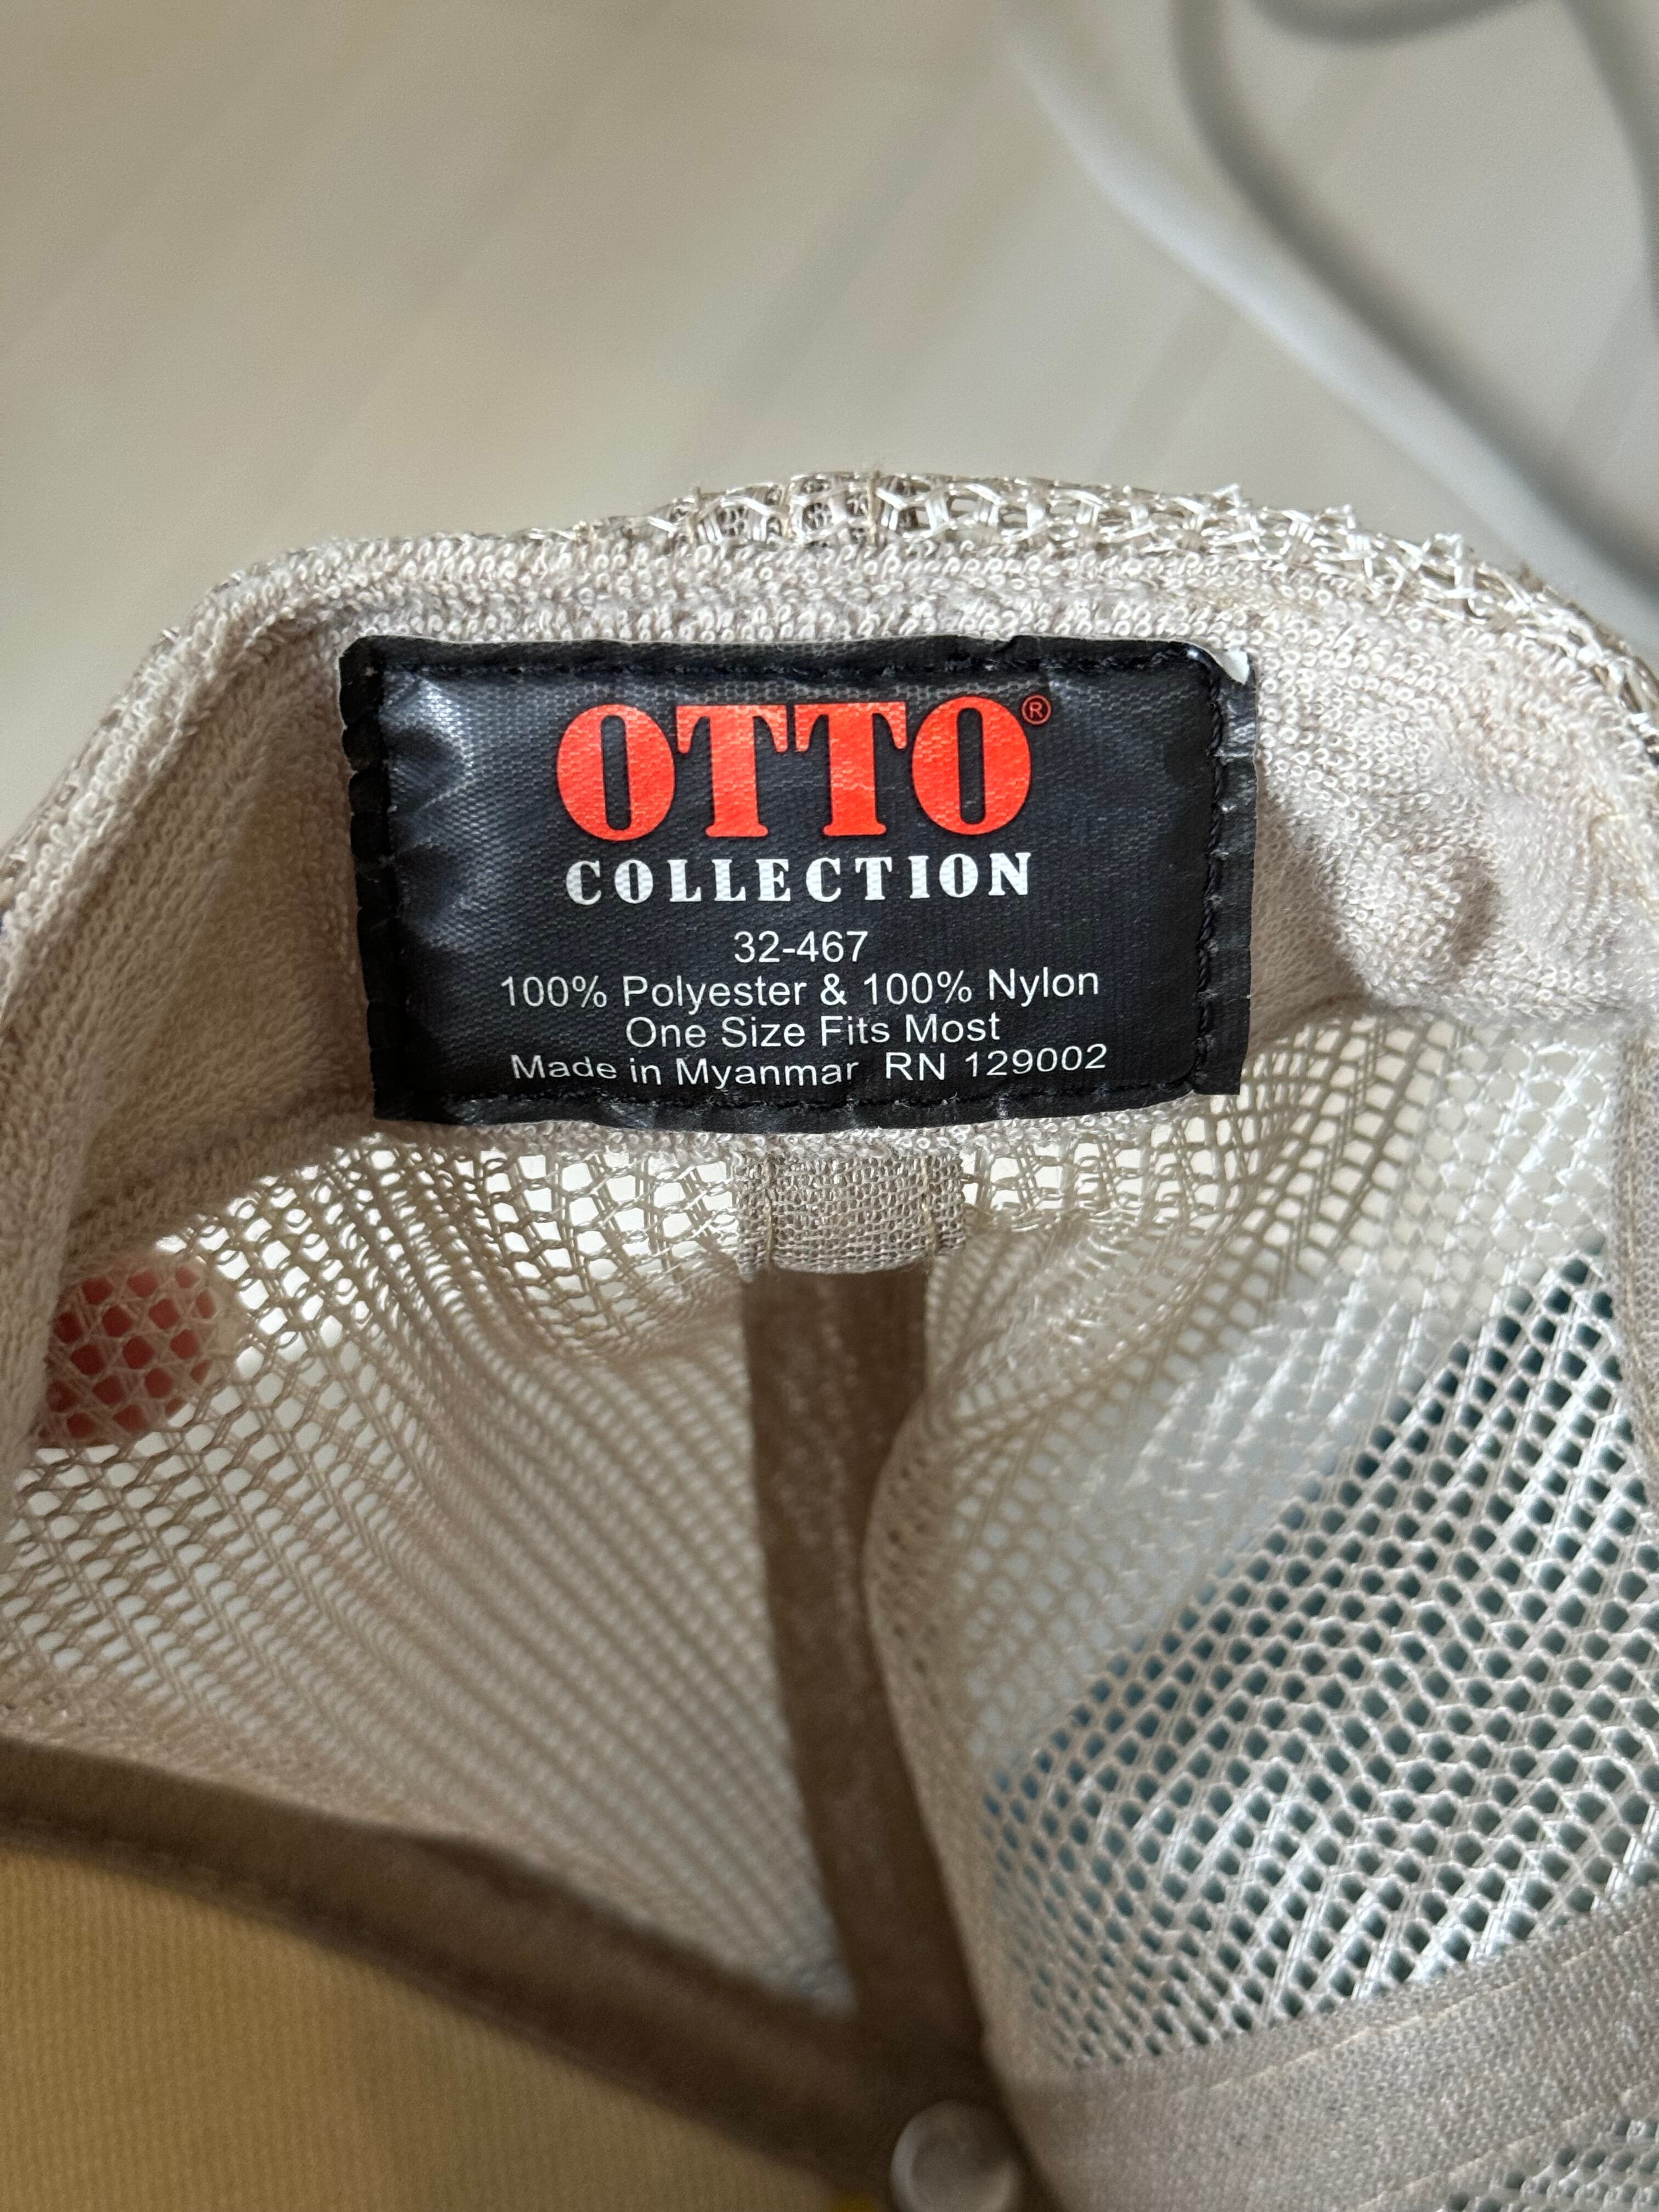 OTTO®
COLLECTION
32-467
100% Polyester & 100% Nylon
One Size Fits Most
Made in Myanmar RN 129002